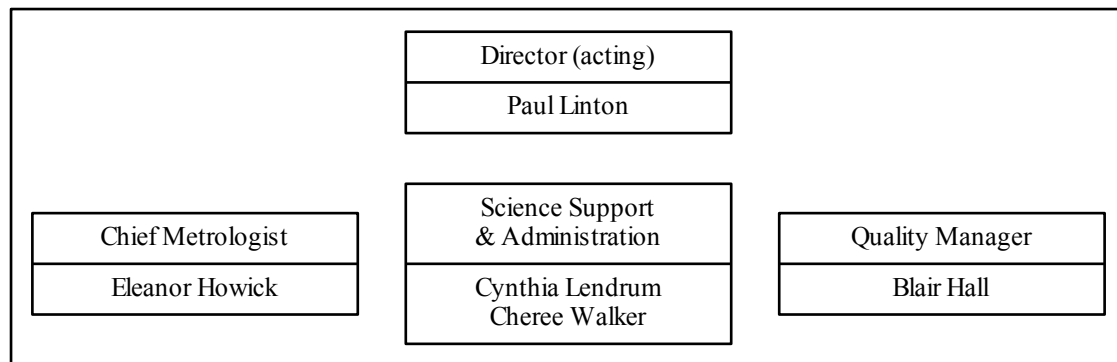 Director (acting)
Paul Linton
Chief Metrologist
Eleanor Howick
Science Support
& Administration
Cynthia Lendrum
Cheree Walker
Quality Manager
Blair Hall